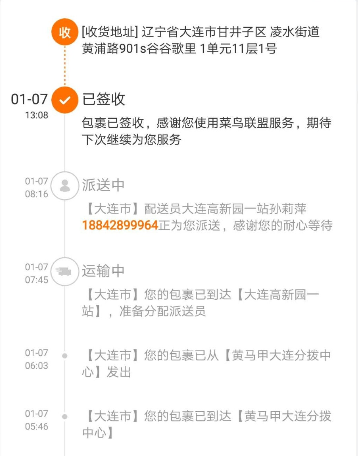 收 [收货地址] 辽宁省大连市甘井子区 凌水街道
黄浦路901s谷谷歌里 1单元11层1号
01-07 已签收
13:08
包裹已签收，感谢您使用菜鸟联盟服务，期待
下次继续为您服务
01-07 派送中
08:16
【大连市】配送员大连高新园一站孙莉萍
18842899964正为您派送，感谢您的耐心等待
01-07 运输中
07:45
【大连市】您的包裹已到达【大连高新园一
站】，准备分配派送员
01-07 【大连市】您的包裹已从【黄马甲大连分拨中
06:03 心】发出
01-07 【大连市】您的包裹已到达【黄马甲大连分拨
05:46 中心】